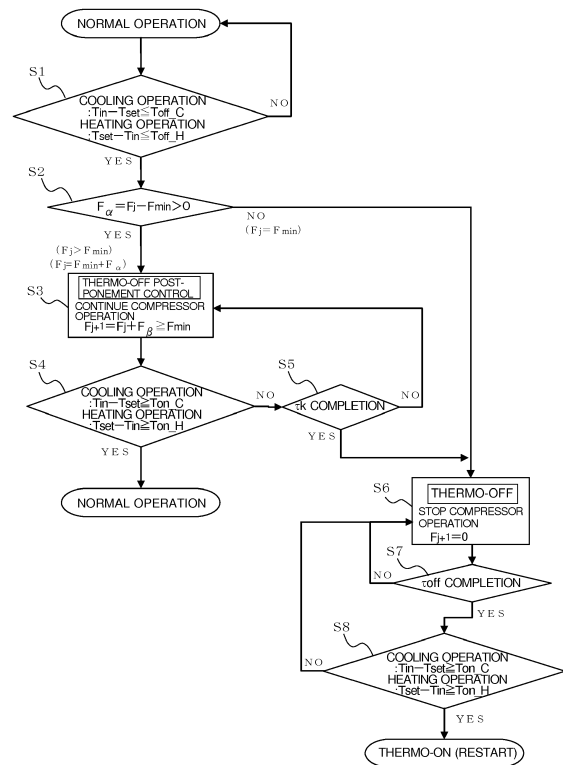 NORMAL OPERATION
S1
COOLING OPERATION
:Tin−Tset≦Toff_C
HEATING OPERATION
:Tset−Tin≦Toff_H
NO
YES
S2
Fα=Fj−Fmin>0
NO
(Fj=Fmin)
YES
(Fj>Fmin)
(Fj=Fmin+Fα)
S3
THERMO-OFF POST-
PONEMENT CONTROL
CONTINUE COMPRESSOR
OPERATION
Fj+1=Fj+Fβ≧Fmin
S4
COOLING OPERATION
:Tin−Tset≧Ton_C
HEATING OPERATION
:Tset−Tin≧Ton_H
NO
YES
S5
τk COMPLETION
NO
YES
NORMAL OPERATION
S6
THERMO-OFF
STOP COMPRESSOR
OPERATION
Fj+1=0
S7
τoff COMPLETION
NO
YES
S8
COOLING OPERATION
:Tin−Tset≧Ton_C
HEATING OPERATION
:Tset−Tin≧Ton_H
NO
YES
THERMO-ON (RESTART)